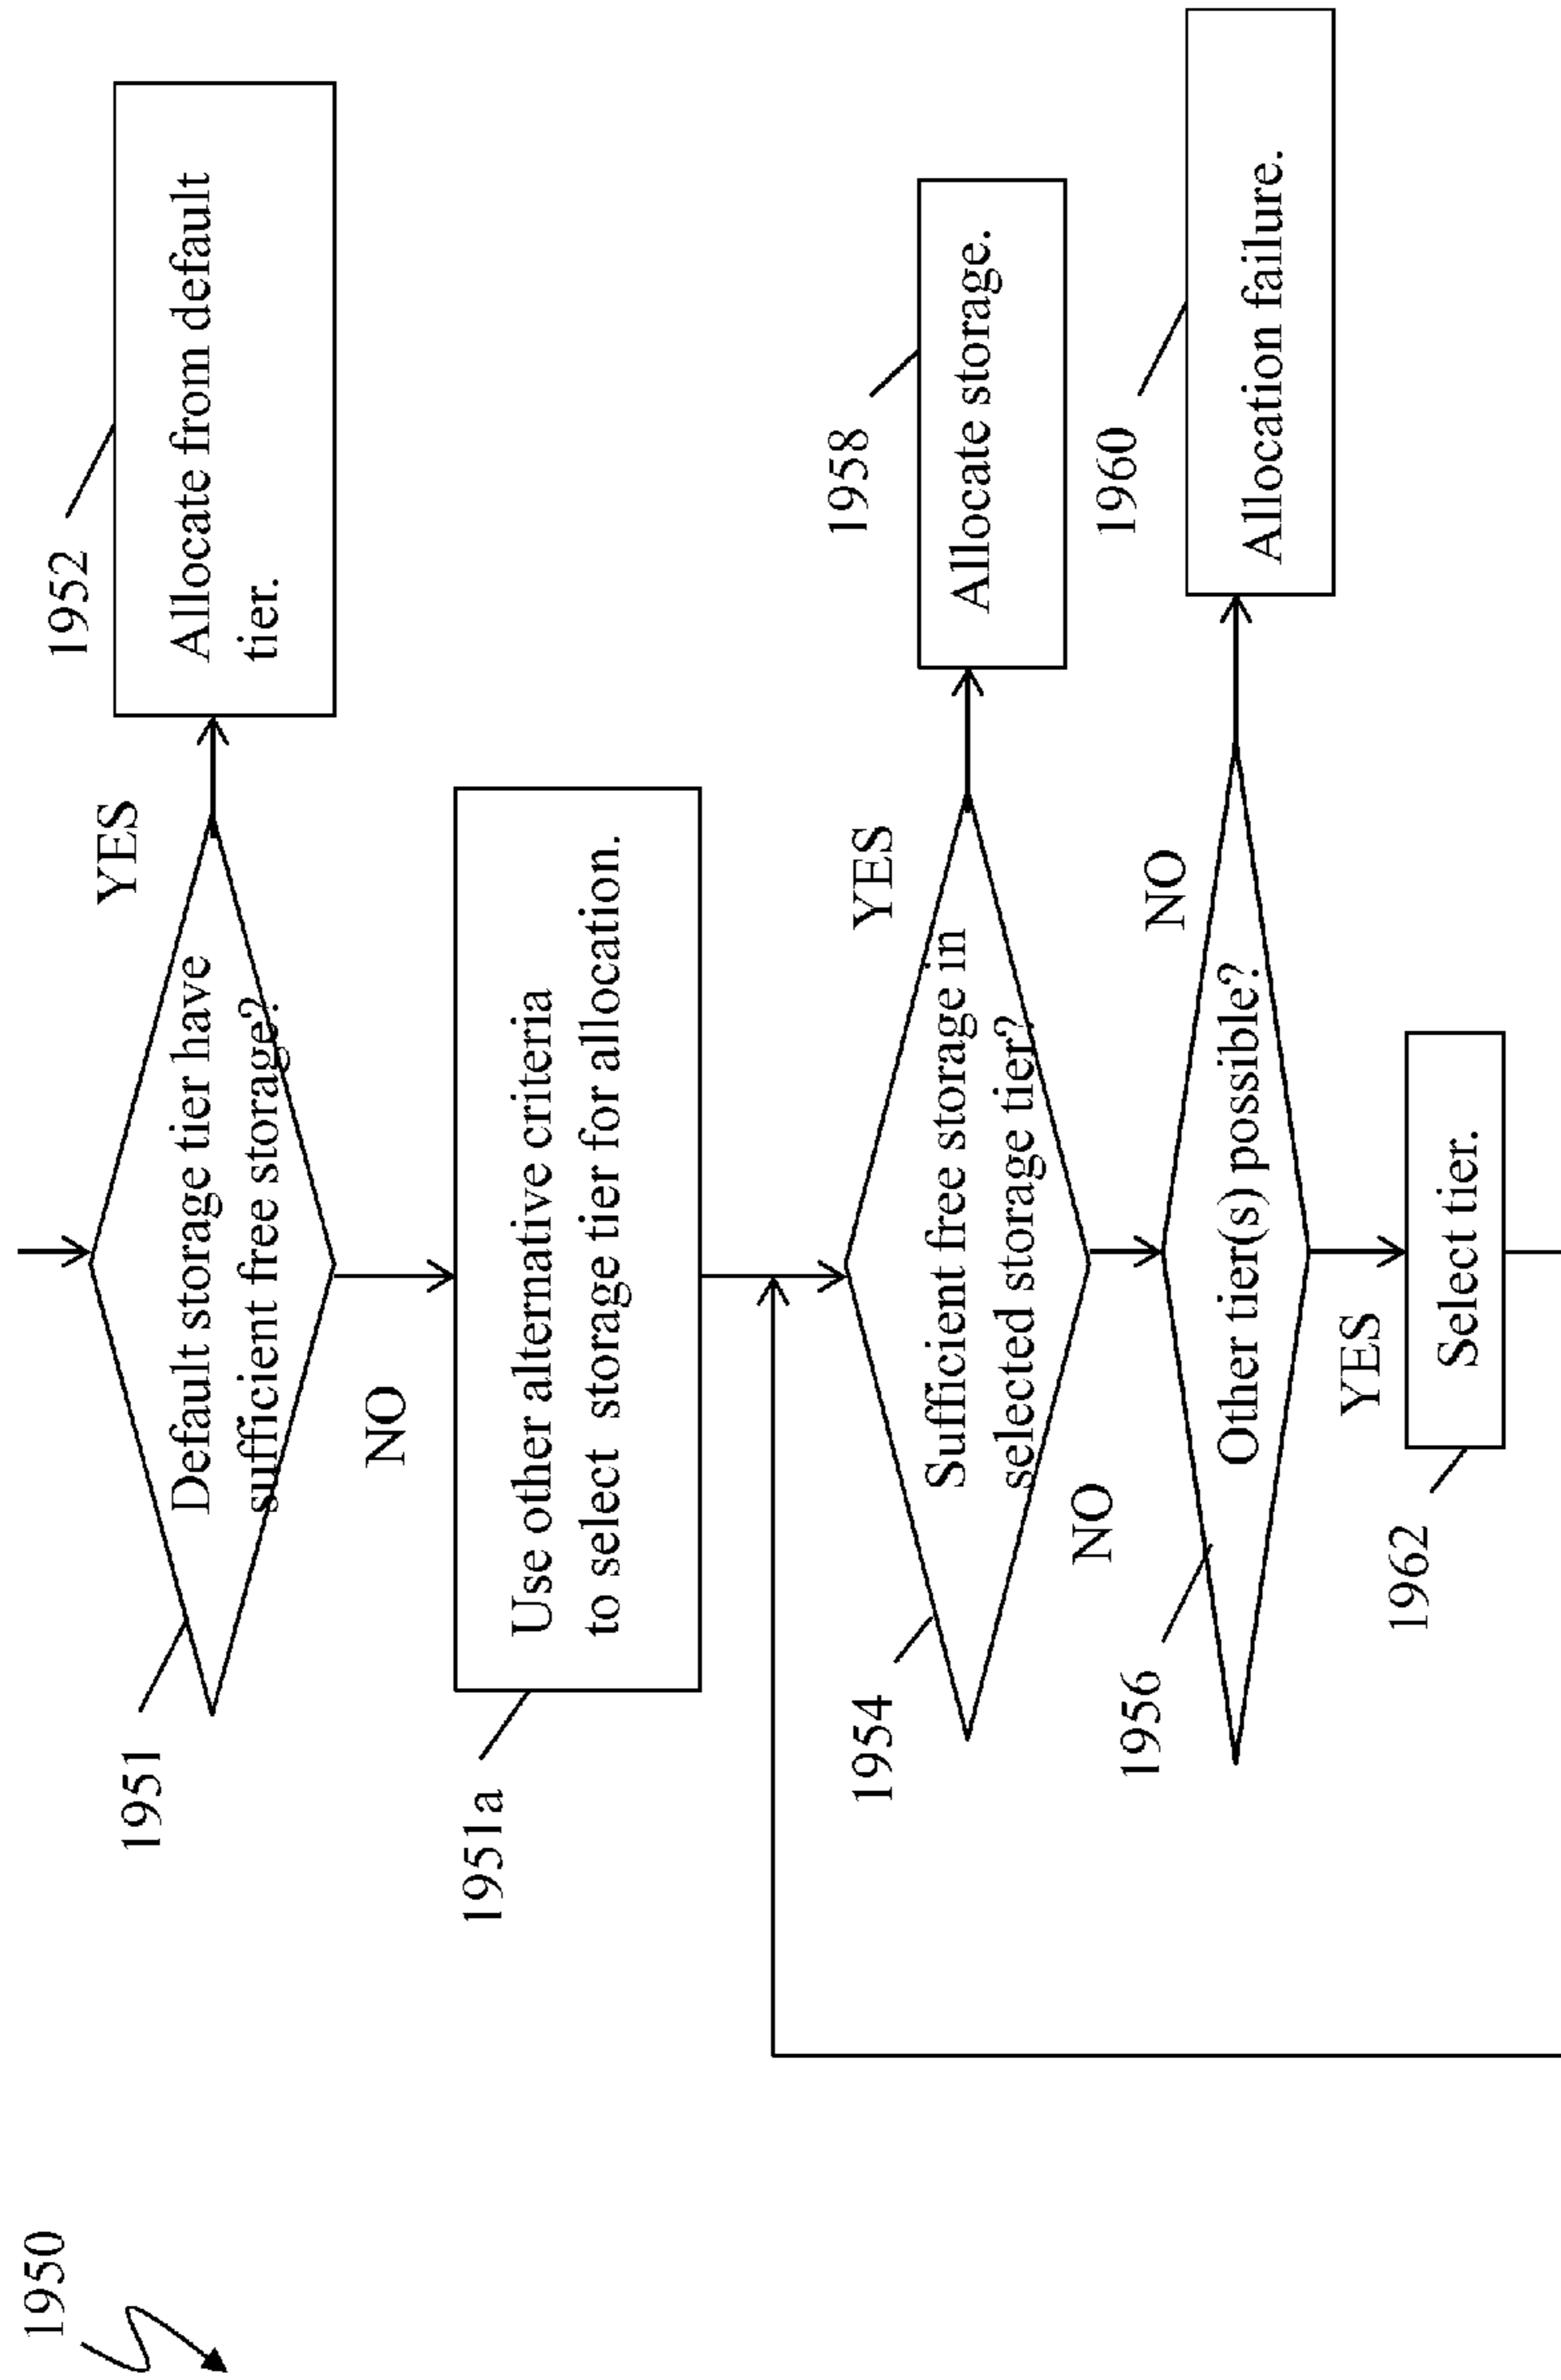 1950
1951
Default storage tier have
sufficient free storage?
YES
1952
Allocate from default
tier.
NO
1951a
Use other alternative criteria
to select storage tier for allocation.
1954
Sufficient free storage in
selected storage tier?
YES
1958
Allocate storage.
NO
1956
Other tier(s) possible?
NO
1960
Allocation failure.
YES
1962
Select tier.